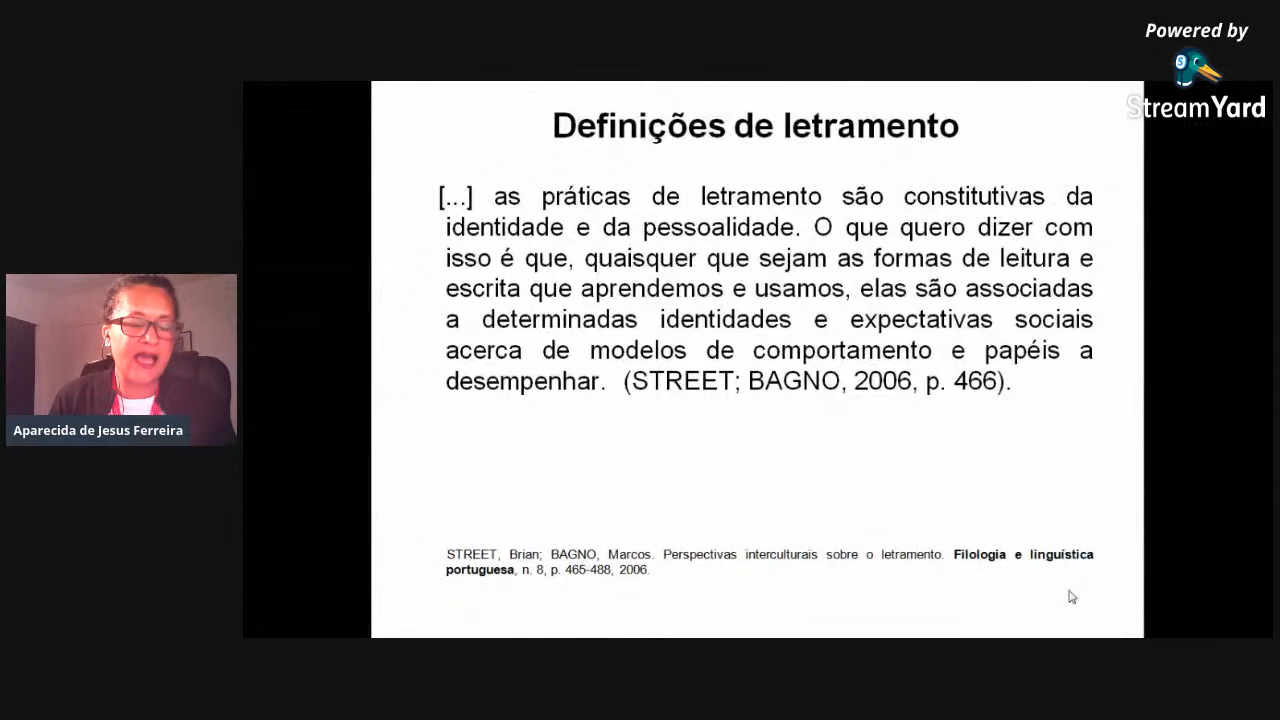 Powered by
StreamYard
Definições de letramento
[...] as práticas de letramento são constitutivas da
identidade e da pessoalidade. O que quero dizer com
isso é que, quaisquer que sejam as formas de leitura e
escrita que aprendemos e usamos, elas são associadas
a determinadas identidades e expectativas sociais
acerca de modelos de comportamento e papéis a
desempenhar. (STREET; BAGNO, 2006, p. 466).
Aparecida de Jesus Ferreira
STREET, Brian; BAGNO, Marcos. Perspectivas interculturais sobre o letramento. Filologia e linguística
portuguesa, n. 8, p. 465-488, 2006.